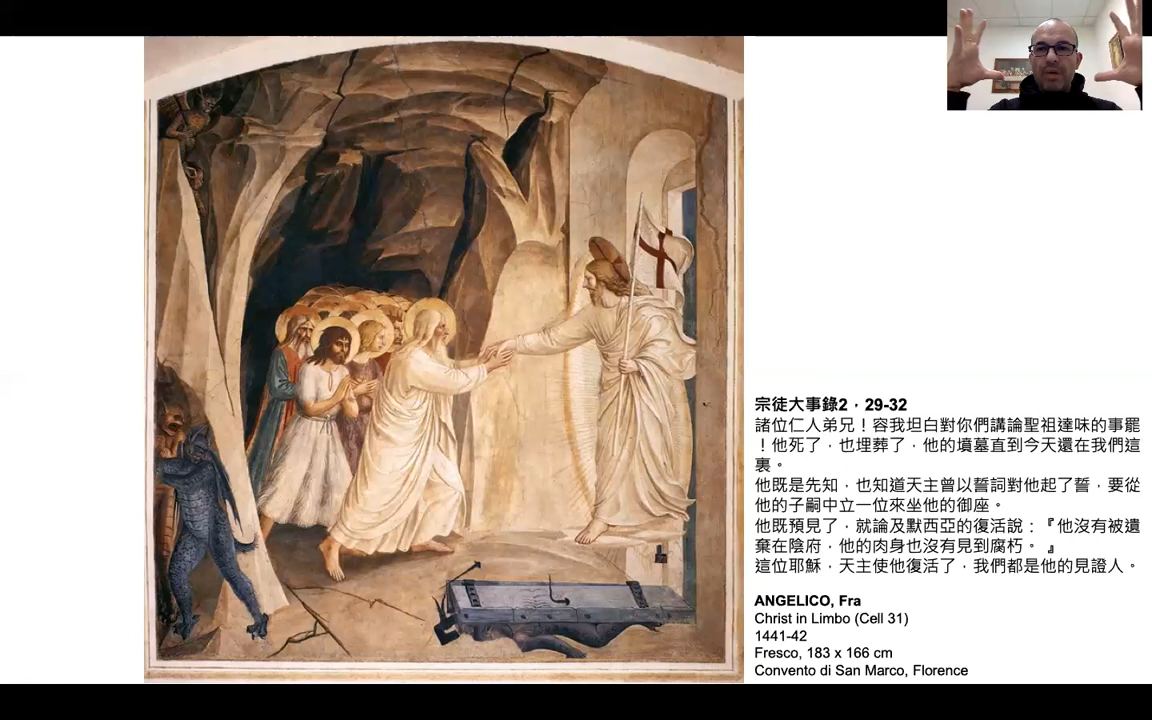 宗徒大事錄2，29-32
諸位仁人弟兄！容我坦白對你們講論聖祖達味的事罷
！他死了，也埋葬了，他的墳墓直到今天還在我們這
裏。
他既是先知，也知道天主曾以誓詞對他起了誓，要從
他的子嗣中立一位來坐他的御座。
他既預見了，就論及默西亞的復活說：『他沒有被遺
棄在陰府，他的肉身也沒有見到腐朽。』
這位耶穌，天主使他復活了，我們都是他的見證人。
ANGELICO, Fra
Christ in Limbo (Cell 31)
1441-42
Fresco, 183 x 166 cm
Convento di San Marco, Florence